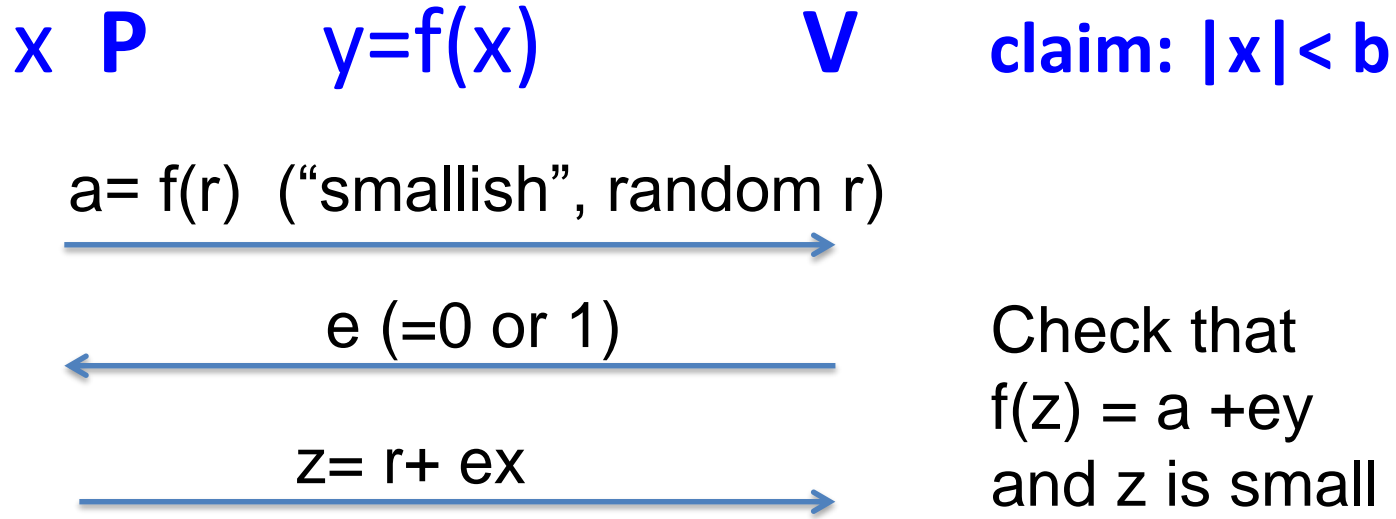 x P y=f(x) V claim: |x|< b
a= f(r) (“smallish”, random r)
e (=0 or 1)
z= r+ ex
Check that
f(z) = a +ey
and z is small